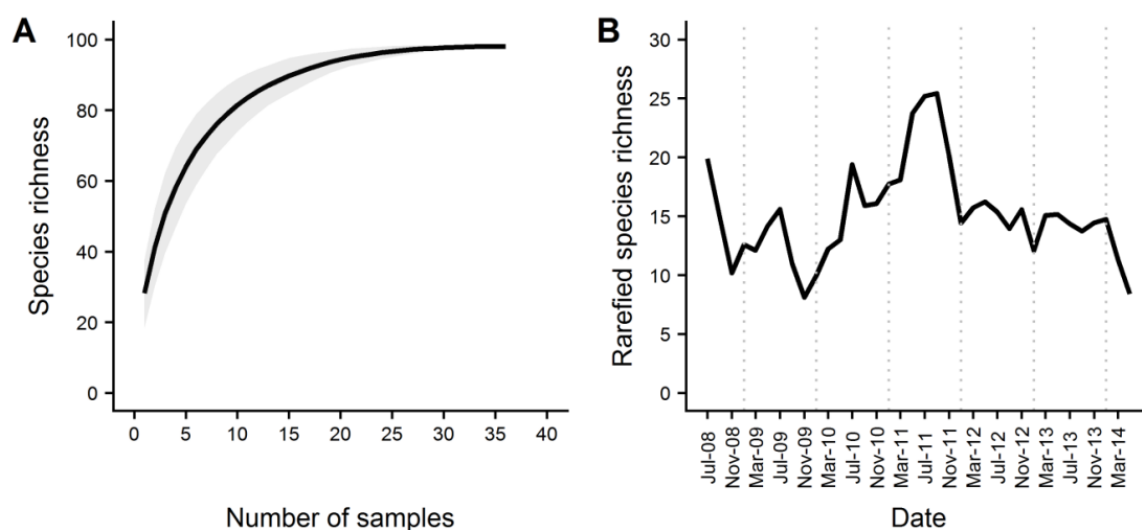 A
Species richness
100
80
60
40
20
0
0 5 10 15 20 25 30 35 40
Number of samples
B
Rarefied species richness
30
25
20
15
10
5
0
Jul-08
Nov-08
Mar-09
Jul-09
Nov-09
Mar-10
Jul-10
Nov-10
Mar-11
Jul-11
Nov-11
Mar-12
Jul-12
Nov-12
Mar-13
Jul-13
Nov-13
Mar-14
Date